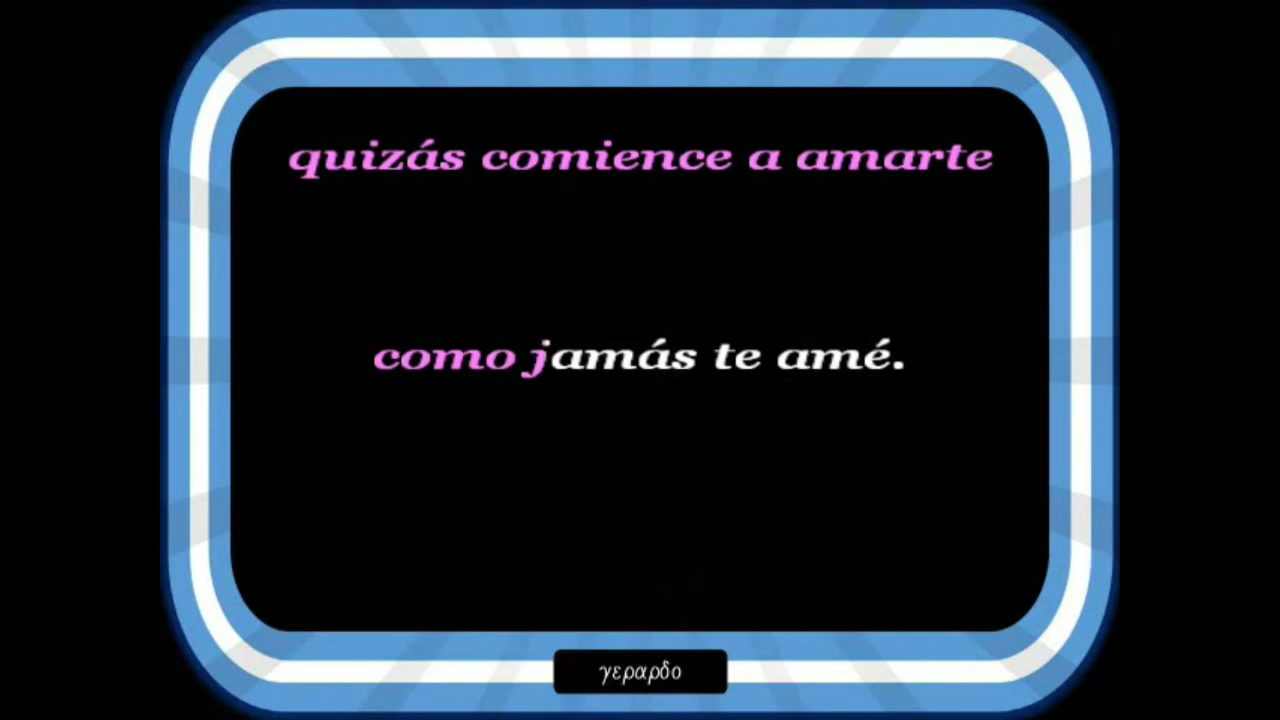 quizás comience a amarte
como jamás te amé.
γεραρδο